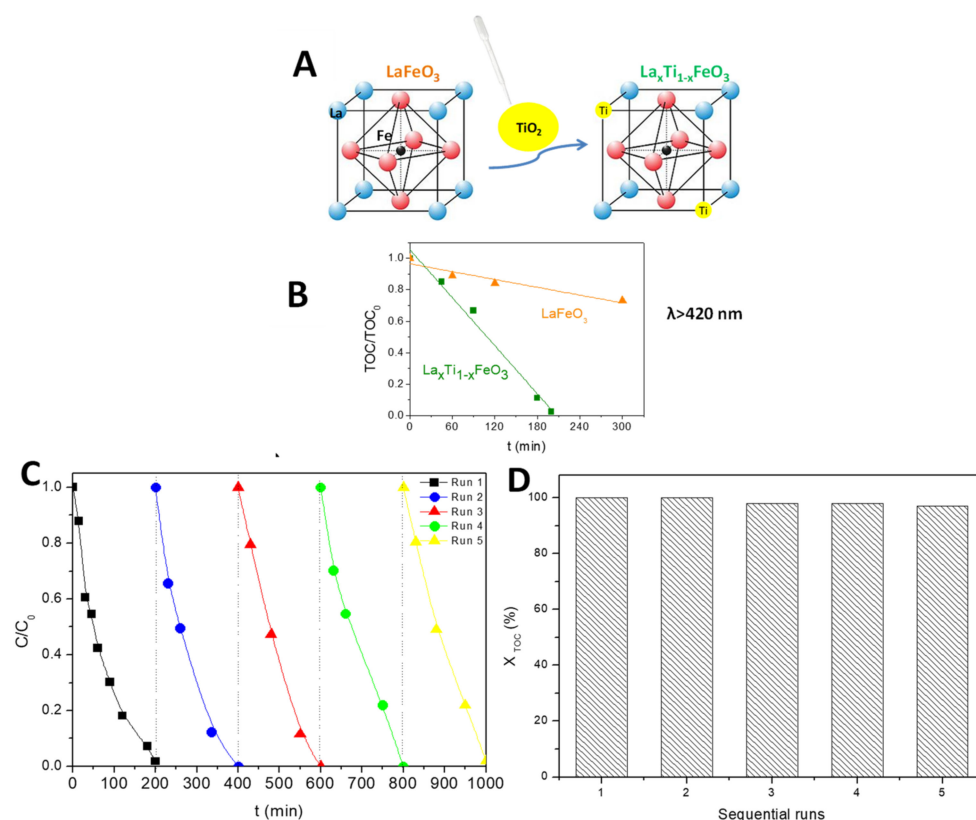 A
LaFeO₃
LaₓTi₁₋ₓFeO₃
La
Fe
TiO₂
Ti
Ti
B
TOC/TOC₀
1.0
0.8
0.6
0.4
0.2
0.0
LaFeO₃
LaₓTi₁₋ₓFeO₃
λ>420 nm
0 60 120 180 240 300
t (min)
C
C/C₀
1.0
0.8
0.6
0.4
0.2
0.0
Run 1
Run 2
Run 3
Run 4
Run 5
0 100 200 300 400 500 600 700 800 900 1000
t (min)
D
X TOC (%)
100
80
60
40
20
0
1 2 3 4 5
Sequential runs